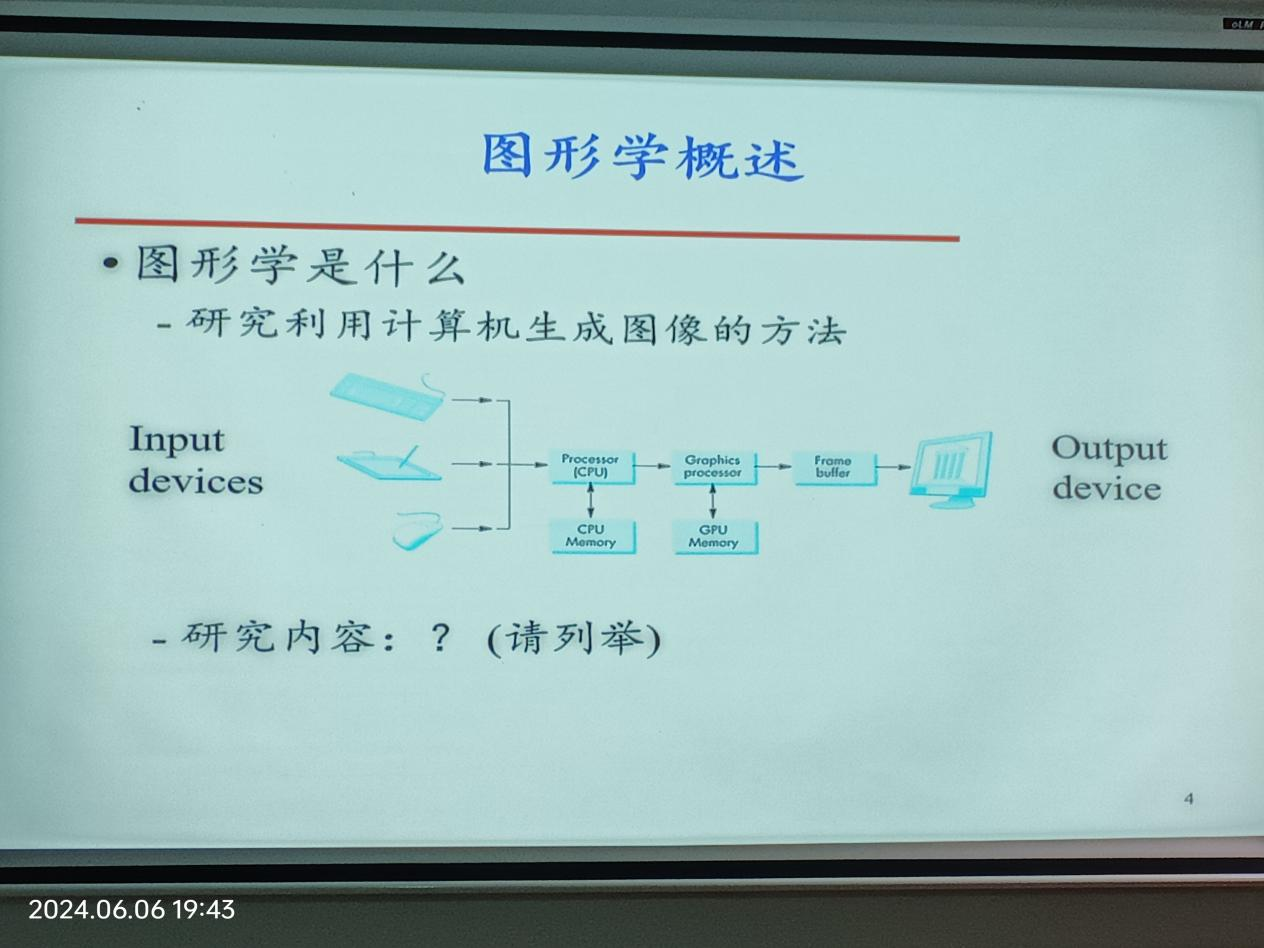 图形学概述
•图形学是什么
-研究利用计算机生成图像的方法
Input
devices
Processor
(CPU)
CPU
Memory
Graphics
processor
GPU
Memory
Frame
buffer
Output
device
-研究内容：？ (请列举)
4
2024.06.06 19:43